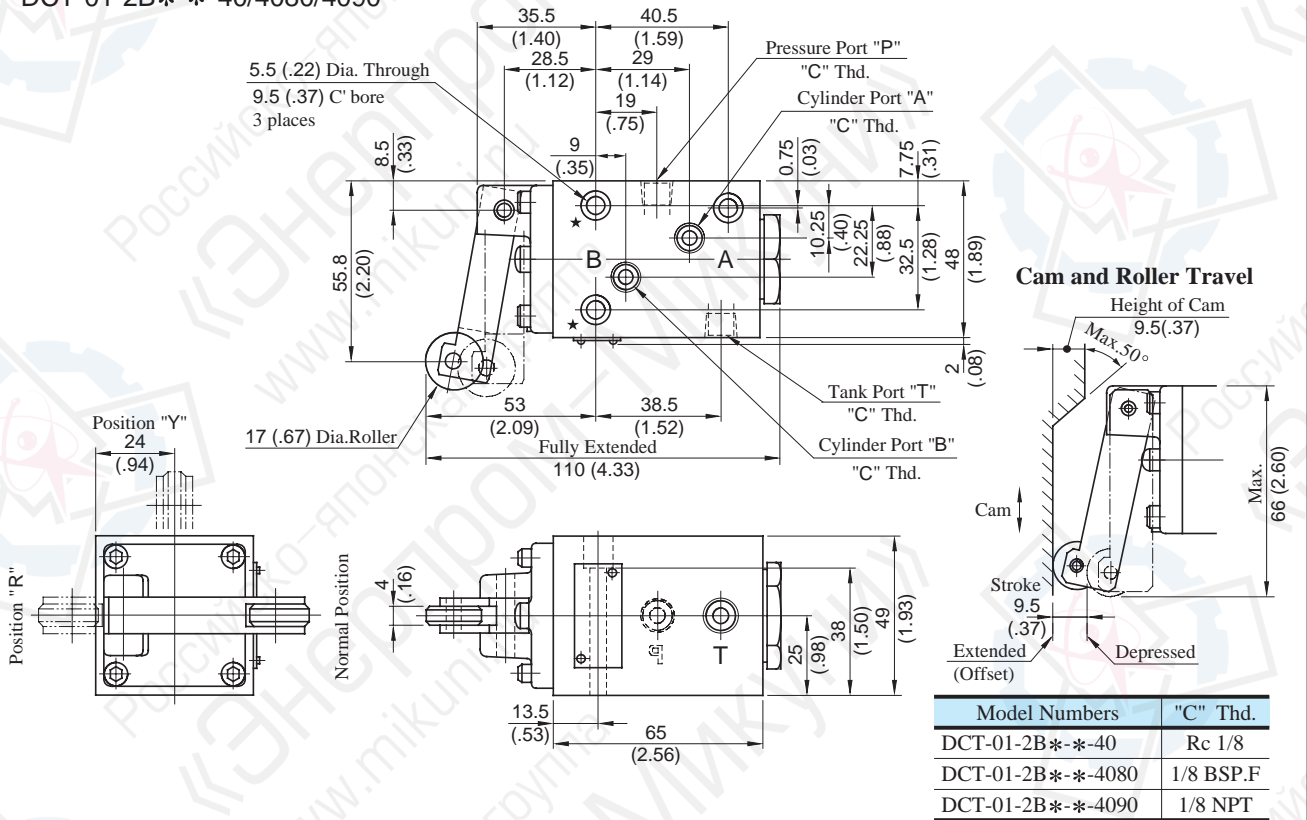 DCT-01-2B*-*-40/4080/4090
35.5
(1.40)
40.5
(1.59)
28.5
(1.12)
29
(1.14)
19
(.75)
9
(.35)
5.5 (.22) Dia. Through
9.5 (.37) C' bore
3 places
Pressure Port "P"
"C" Thd.
Cylinder Port "A"
"C" Thd.
8.5
(.33)
0.75
(.03)
7.75
(.31)
55.8
(2.20)
10.25
(.40)
22.25
(.88)
32.5
(1.28)
48
(1.89)
★
B
A
★
2
(.08)
17 (.67) Dia.Roller
53
(2.09)
38.5
(1.52)
Fully Extended
110 (4.33)
Tank Port "T"
"C" Thd.
Cylinder Port "B"
"C" Thd.
Cam and Roller Travel
Height of Cam
9.5(.37)
Max.50°
Cam
Max.
66 (2.60)
Stroke
9.5
(.37)
Extended
(Offset)
Depressed
Position "Y"
24
(.94)
Position "R"
Normal Position
4
(.16)
P
T
25
(.98)
38
(1.50)
49
(1.93)
13.5
(.53)
65
(2.56)
Model Numbers "C" Thd.
DCT-01-2B*-*-40 Rc 1/8
DCT-01-2B*-*-4080 1/8 BSP.F
DCT-01-2B*-*-4090 1/8 NPT